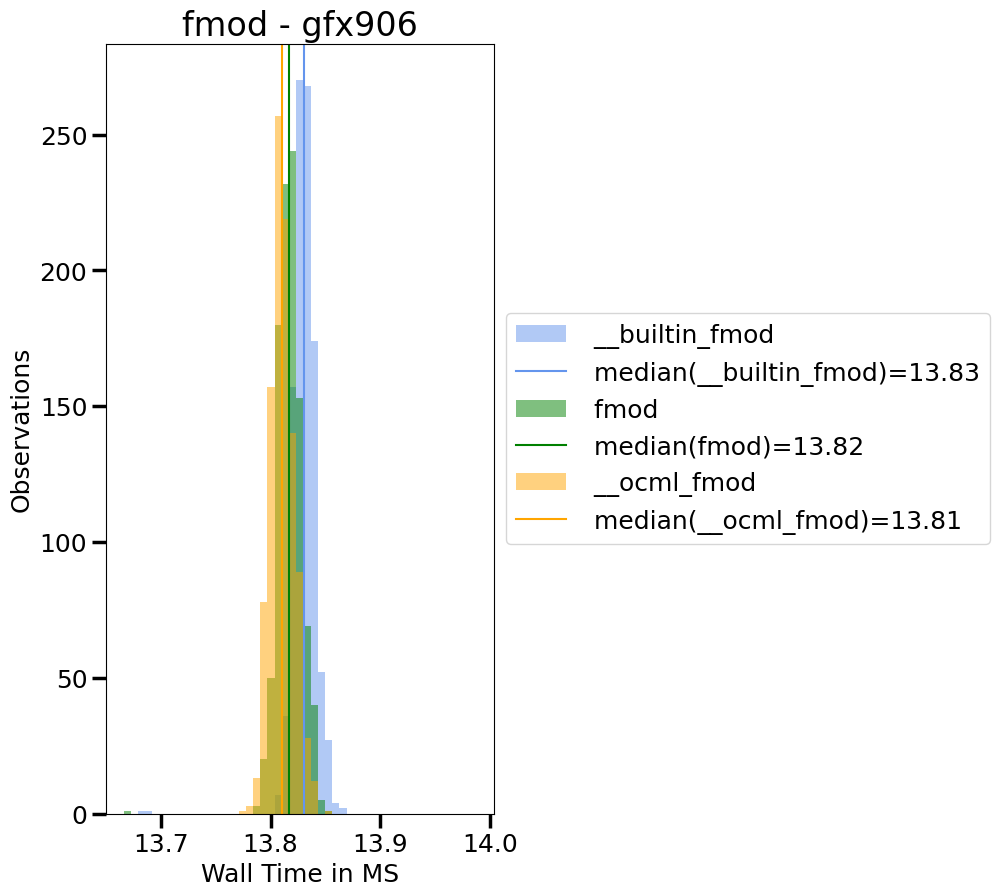 fmod - gfx906
Observations
250
200
150
100
50
0
13.7
13.8
13.9
14.0
Wall Time in MS
__builtin_fmod
median(__builtin_fmod)=13.83
fmod
median(fmod)=13.82
__ocml_fmod
median(__ocml_fmod)=13.81